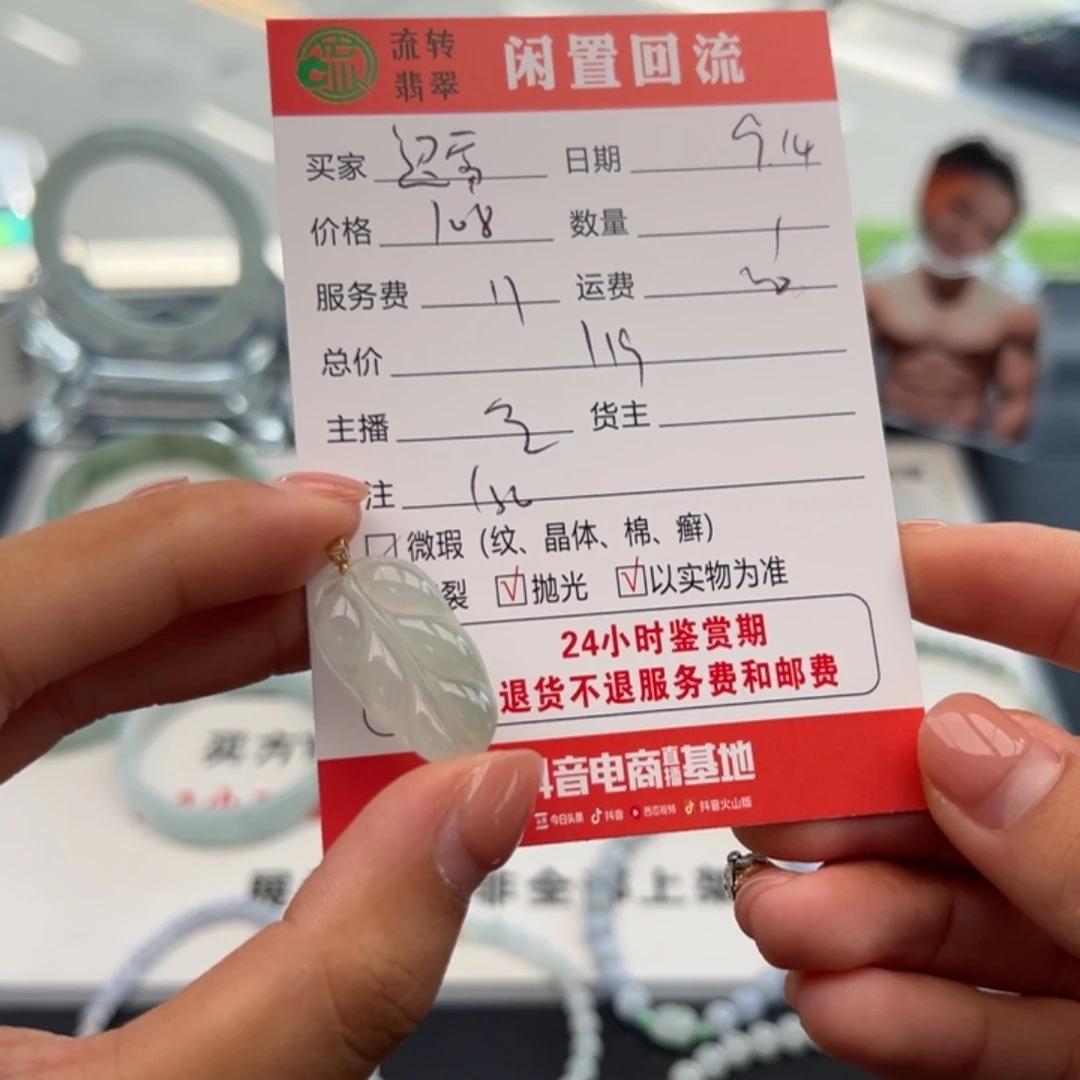 流转
翡翠
闲置回流
买家 日期 9.14
价格 108 数量 1
服务费 11 运费
总价 119
主播 货主
注
微瑕（纹、晶体、棉、癣）
裂 √抛光 √以实物为准
24小时鉴赏期
退货不退服务费和邮费
抖音电商直播基地
今日头条 抖音 西瓜视频 抖音火山版
买方